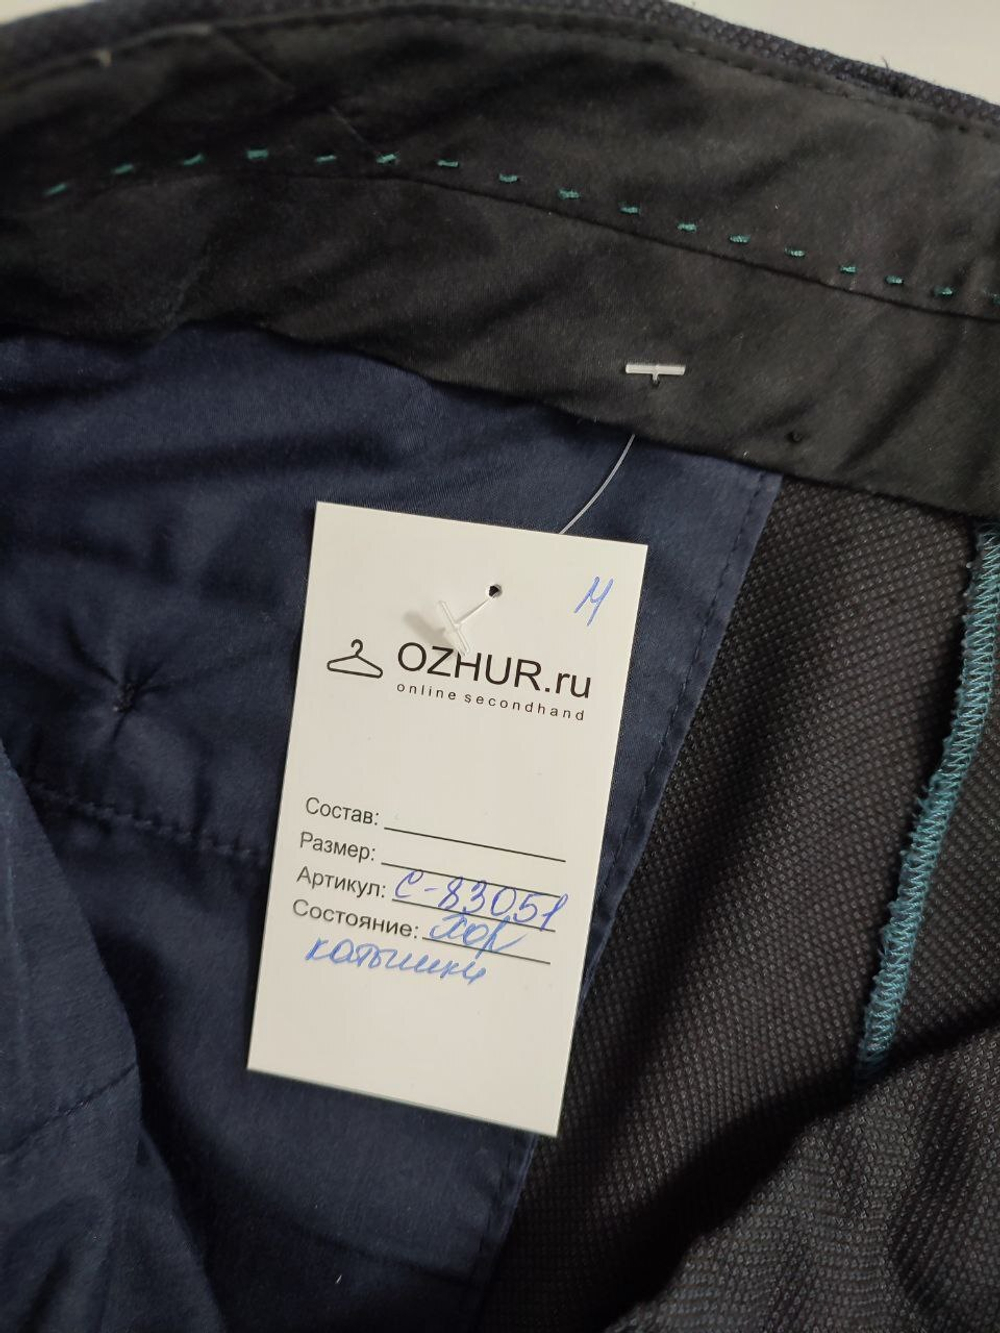 М
OZHUR.ru
online secondhand
Состав:
Размер:
Артикул: С-83051
Состояние: Хор
катышки